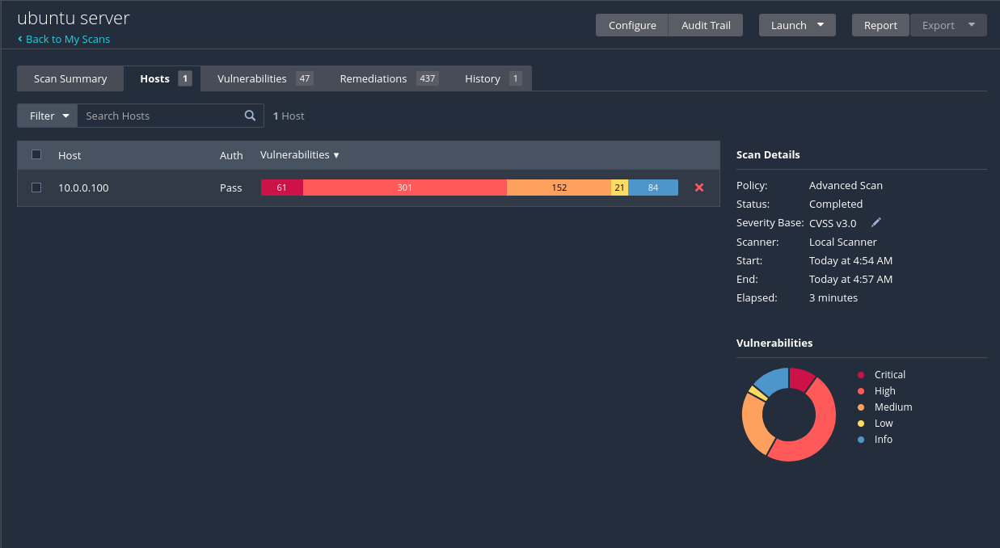 ubuntu server
Back to My Scans
Configure Audit Trail Launch Report Export
Scan Summary Hosts 1 Vulnerabilities 47 Remediations 437 History 1
Filter Search Hosts 1 Host
Host Auth Vulnerabilities
10.0.0.100 Pass 61 301 152 21 84
Scan Details
Policy: Advanced Scan
Status: Completed
Severity Base: CVSS v3.0
Scanner: Local Scanner
Start: Today at 4:54 AM
End: Today at 4:57 AM
Elapsed: 3 minutes
Vulnerabilities
Critical
High
Medium
Low
Info